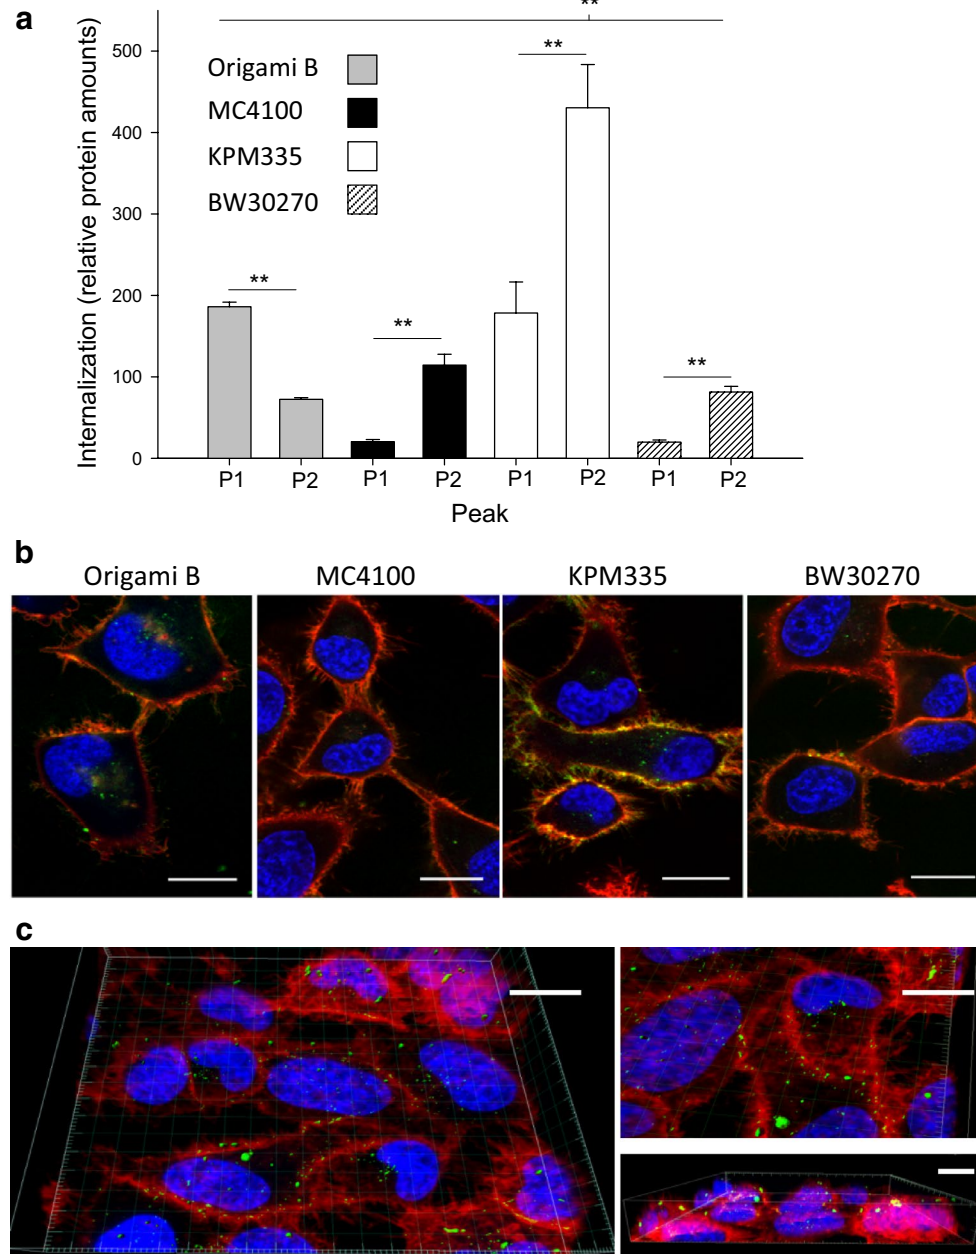 a
**
Internalization (relative protein amounts)
500
400
300
200
100
0
Origami B
MC4100
KPM335
BW30270
**
**
**
**
P1 P2 P1 P2 P1 P2 P1 P2
Peak
b
Origami B MC4100 KPM335 BW30270
c